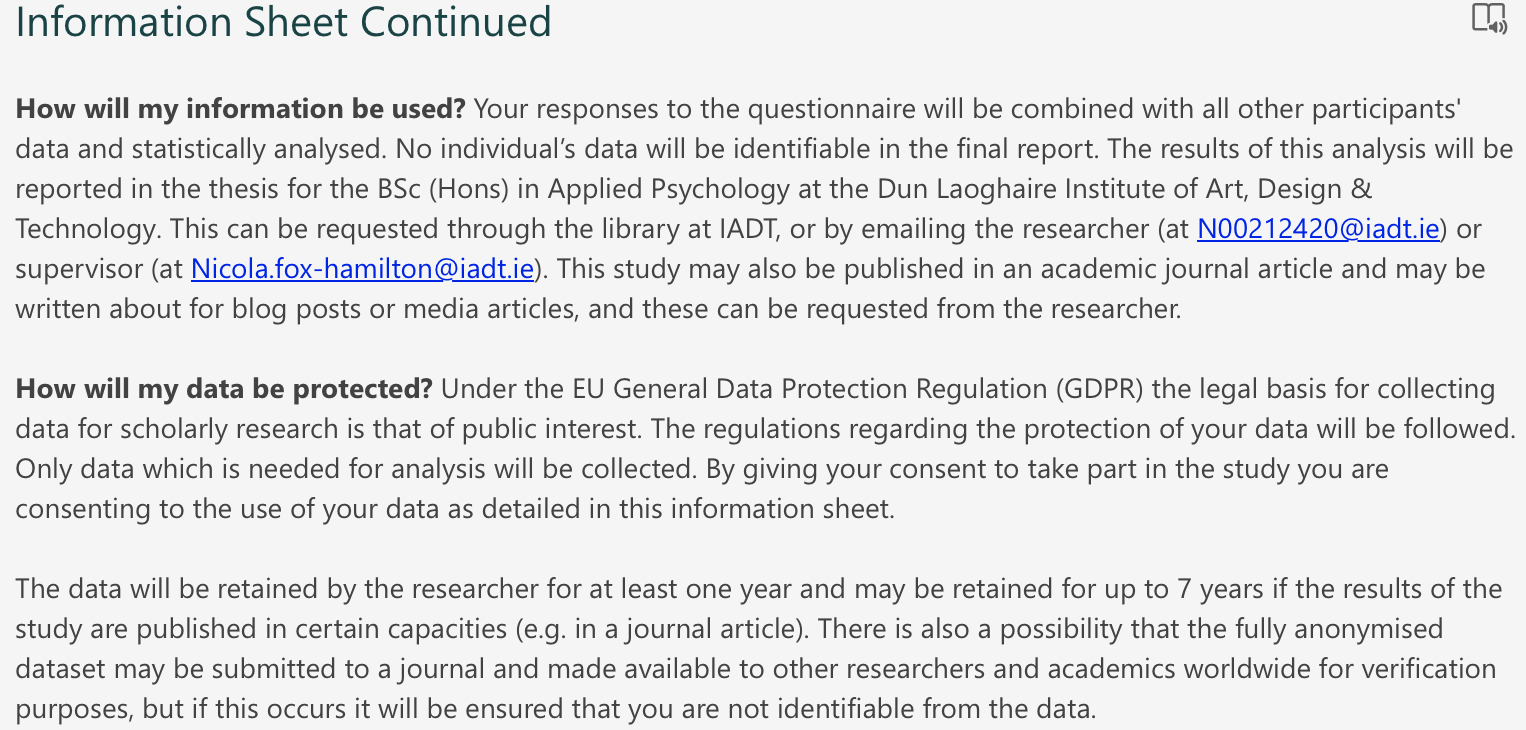 Information Sheet Continued
How will my information be used? Your responses to the questionnaire will be combined with all other participants'
data and statistically analysed. No individual’s data will be identifiable in the final report. The results of this analysis will be
reported in the thesis for the BSc (Hons) in Applied Psychology at the Dun Laoghaire Institute of Art, Design &
Technology. This can be requested through the library at IADT, or by emailing the researcher (at N00212420@iadt.ie) or
supervisor (at Nicola.fox-hamilton@iadt.ie). This study may also be published in an academic journal article and may be
written about for blog posts or media articles, and these can be requested from the researcher.
How will my data be protected? Under the EU General Data Protection Regulation (GDPR) the legal basis for collecting
data for scholarly research is that of public interest. The regulations regarding the protection of your data will be followed.
Only data which is needed for analysis will be collected. By giving your consent to take part in the study you are
consenting to the use of your data as detailed in this information sheet.
The data will be retained by the researcher for at least one year and may be retained for up to 7 years if the results of the
study are published in certain capacities (e.g. in a journal article). There is also a possibility that the fully anonymised
dataset may be submitted to a journal and made available to other researchers and academics worldwide for verification
purposes, but if this occurs it will be ensured that you are not identifiable from the data.